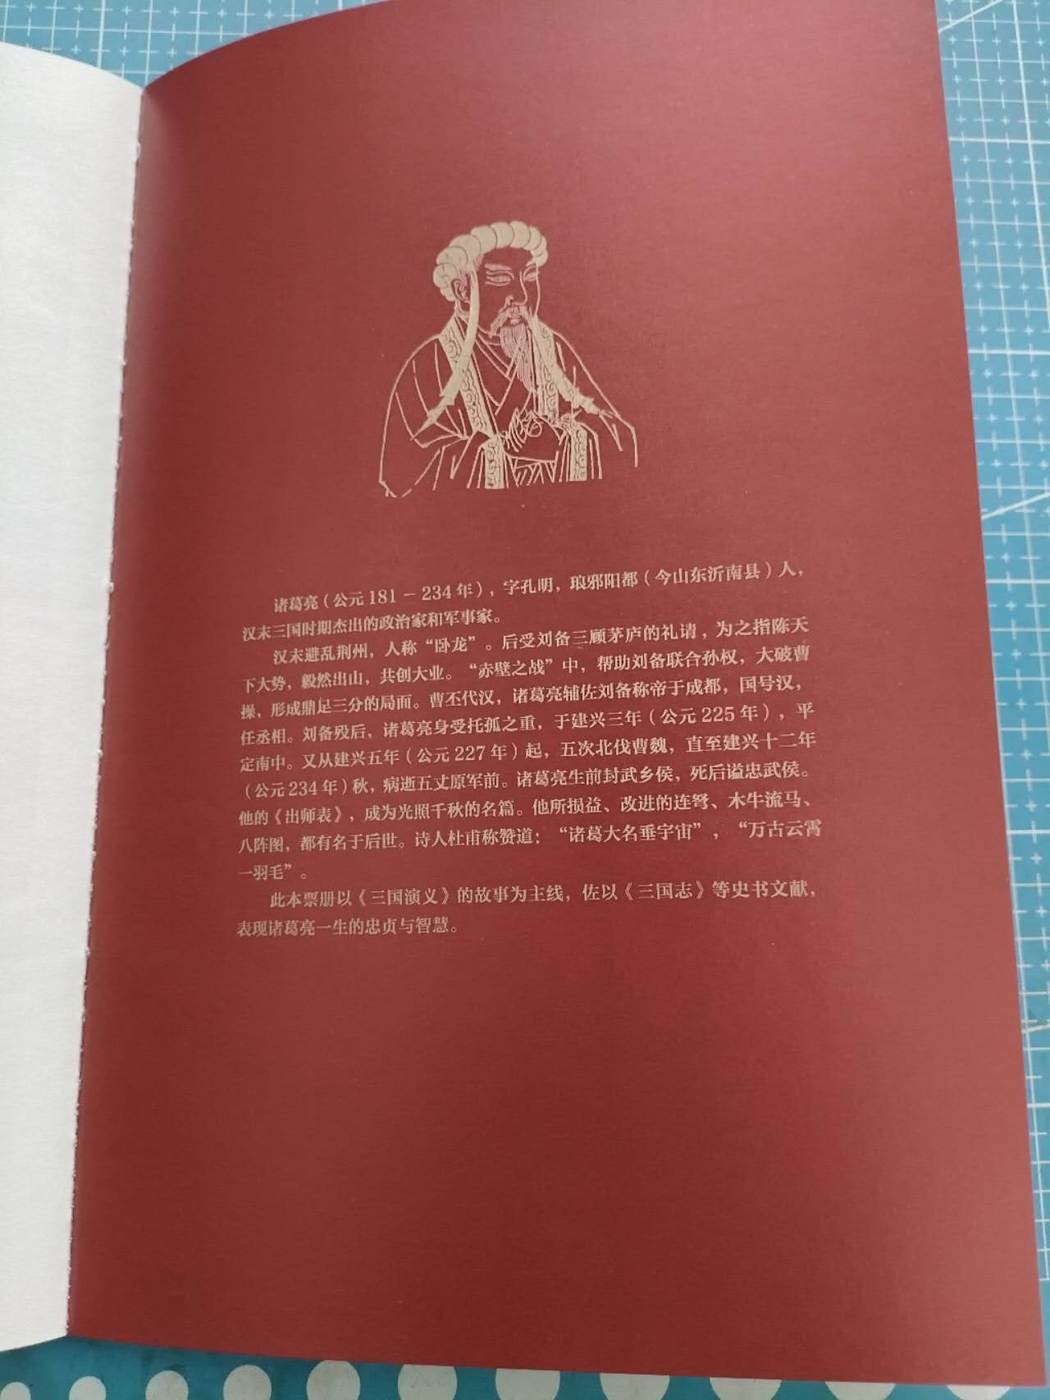 诸葛亮（公元181－234年），字孔明，琅邪阳都（今山东沂南县）人，
汉末三国时期杰出的政治家和军事家。
汉末避乱荆州，人称“卧龙”。后受刘备三顾茅庐的礼请，为之指陈天
下大势，毅然出山，共创大业。“赤壁之战”中，帮助刘备联合孙权，大破曹
操，形成鼎足三分的局面。曹丕代汉，诸葛亮辅佐刘备称帝于成都，国号汉，
任丞相。刘备殁后，诸葛亮身受托孤之重，于建兴三年（公元225年），平
定南中。又从建兴五年（公元227年）起，五次北伐曹魏，直至建兴十二年
（公元234年）秋，病逝五丈原军前。诸葛亮生前封武乡侯，死后谥忠武侯。
他的《出师表》，成为光照千秋的名篇。他所损益、改进的连弩、木牛流马、
八阵图，都有名于后世。诗人杜甫称赞道：“诸葛大名垂宇宙”，“万古云霄
一羽毛”。
此本票册以《三国演义》的故事为主线，佐以《三国志》等史书文献，
表现诸葛亮一生的忠贞与智慧。